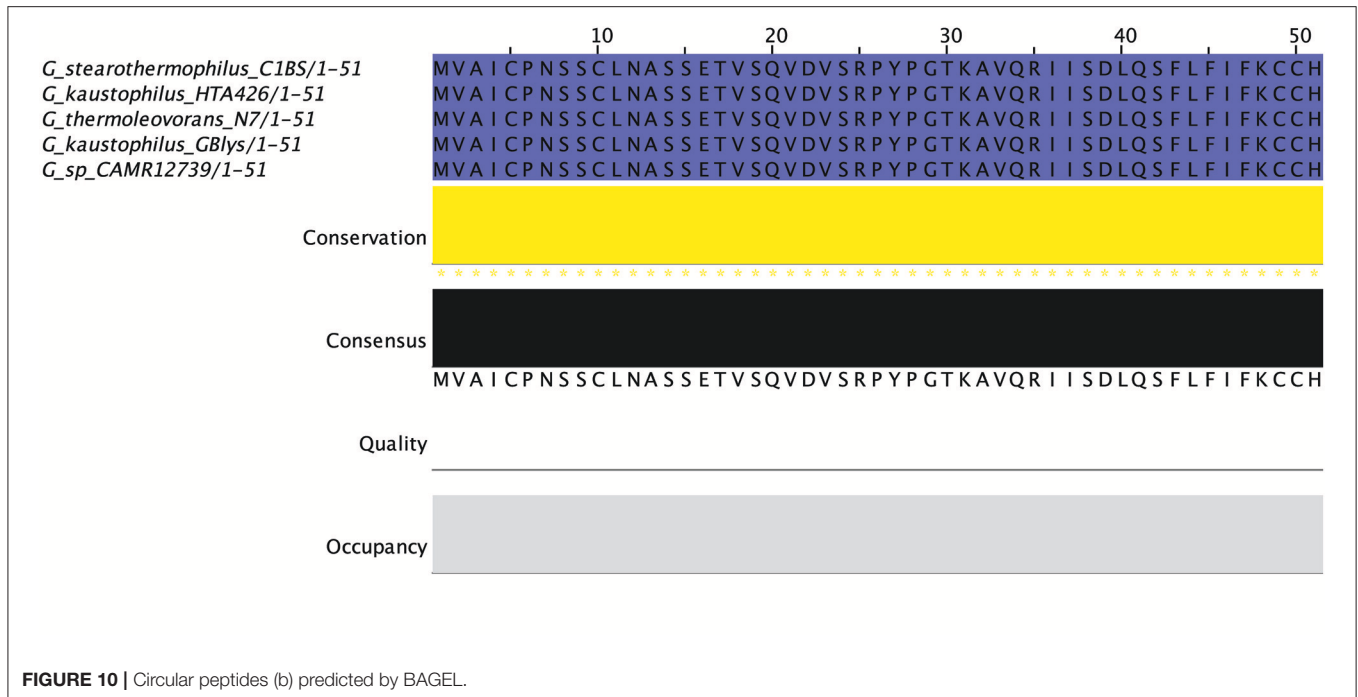 10 20 30 40 50
G_stearothermophilus_C1BS/1-51 MVAICPNSSCLNASSETVSQVDVSRPYPGTKAVQRIISDLQSFLFIFKCCH
G_kaustophilus_HTA426/1-51 MVAICPNSSCLNASSETVSQVDVSRPYPGTKAVQRIISDLQSFLFIFKCCH
G_thermoleovorans_N7/1-51 MVAICPNSSCLNASSETVSQVDVSRPYPGTKAVQRIISDLQSFLFIFKCCH
G_kaustophilus_GBlys/1-51 MVAICPNSSCLNASSETVSQVDVSRPYPGTKAVQRIISDLQSFLFIFKCCH
G_sp_CAMR12739/1-51 MVAICPNSSCLNASSETVSQVDVSRPYPGTKAVQRIISDLQSFLFIFKCCH
Conservation
* * * * * * * * * * * * * * * * * * * * * * * * * * * * * * * * * * * * * * * * * * * * * * * * * * *
Consensus
MVAICPNSSCLNASSETVSQVDVSRPYPGTKAVQRIISDLQSFLFIFKCCH
Quality
Occupancy
FIGURE 10 | Circular peptides (b) predicted by BAGEL.